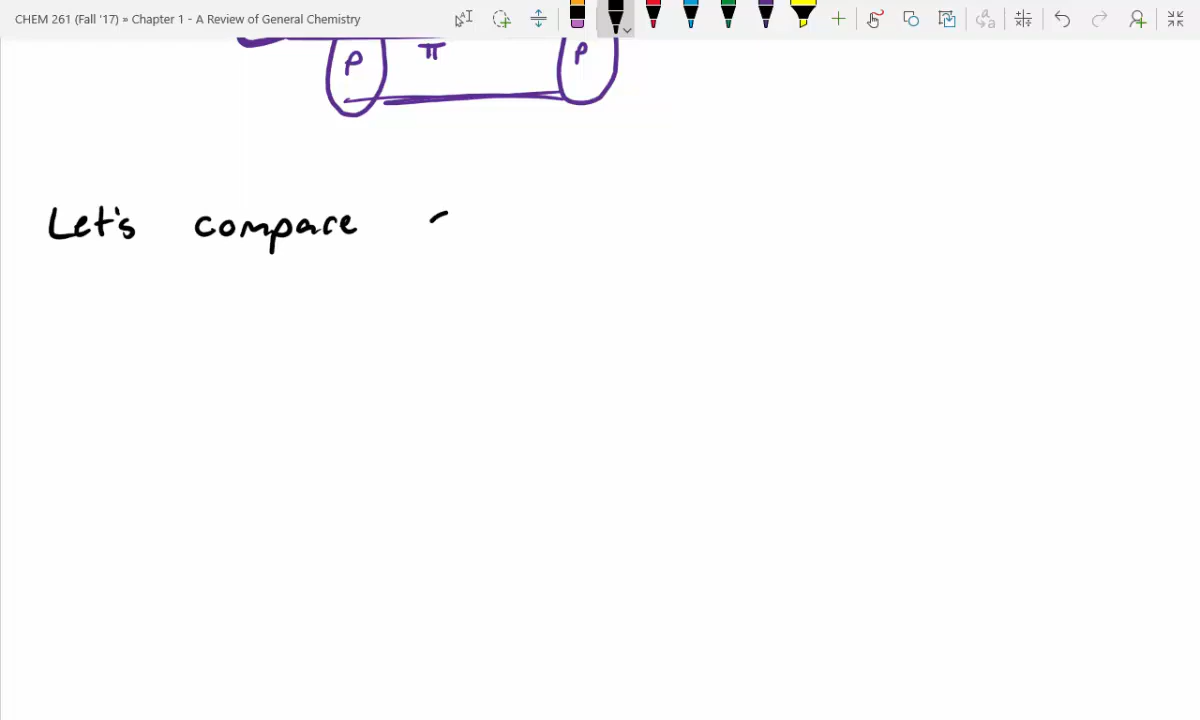 CHEM 261 (Fall '17) » Chapter 1 - A Review of General Chemistry
P π P
Let's compare